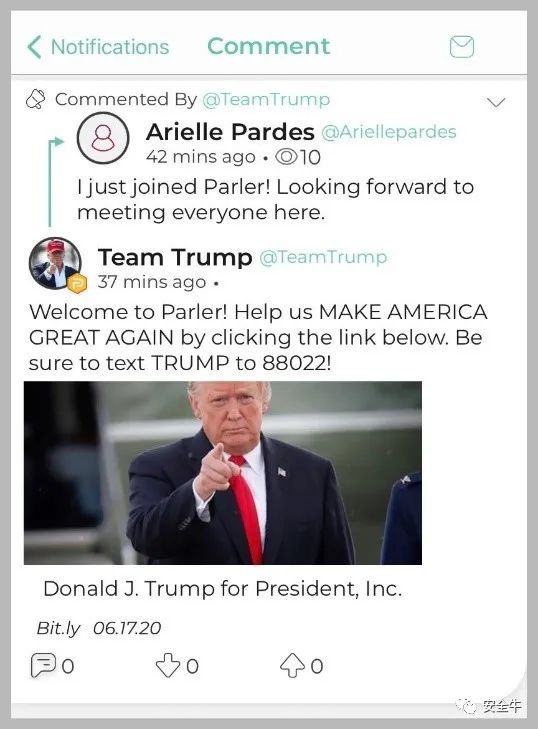 Notifications Comment
Commented By @TeamTrump
Arielle Pardes @Ariellepardes
42 mins ago • 10
I just joined Parler! Looking forward to
meeting everyone here.
Team Trump @TeamTrump
37 mins ago •
Welcome to Parler! Help us MAKE AMERICA
GREAT AGAIN by clicking the link below. Be
sure to text TRUMP to 88022!
Donald J. Trump for President, Inc.
Bit.ly 06.17.20
0 0 0
安全牛